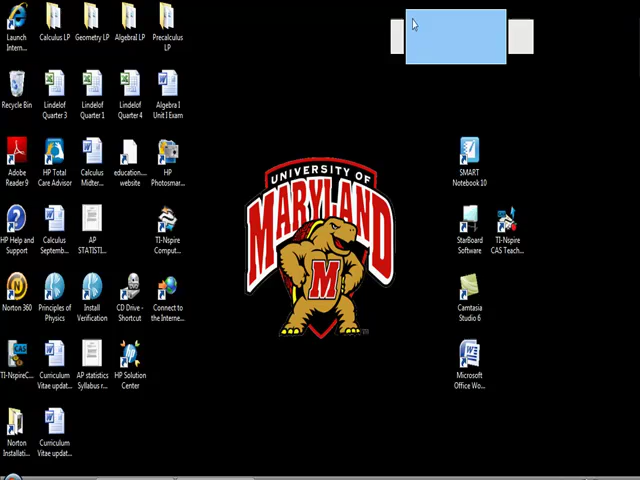 Launch
Intern...
Calculus LP
Geometry LP
AlgebraI LP
Precalculus
LP
Recycle Bin
Lindelof
Quarter 3
Lindelof
Quarter 1
Lindelof
Quarter 4
Algebra I
Unit I Exam
Adobe
Reader 9
HP Total
Care Advisor
Calculus
Midter...
education....
website
HP
Photosmar...
SMART
Notebook 10
HP Help and
Support
Calculus
Septemb...
AP
STATISTI...
TI-Nspire
Comput...
StarBoard
Software
TI-Nspire
CAS Teach...
Norton 360
Principles of
Physics
Install
Verification
CD Drive -
Shortcut
Connect to
the Interne...
Camtasia
Studio 6
TI-NspireC...
Curriculum
Vitae updat...
AP statistics
Syllabus r...
HP Solution
Center
Microsoft
Office Wo...
Norton
Installati...
Curriculum
Vitae updat...
UNIVERSITY OF
MARYLAND
M